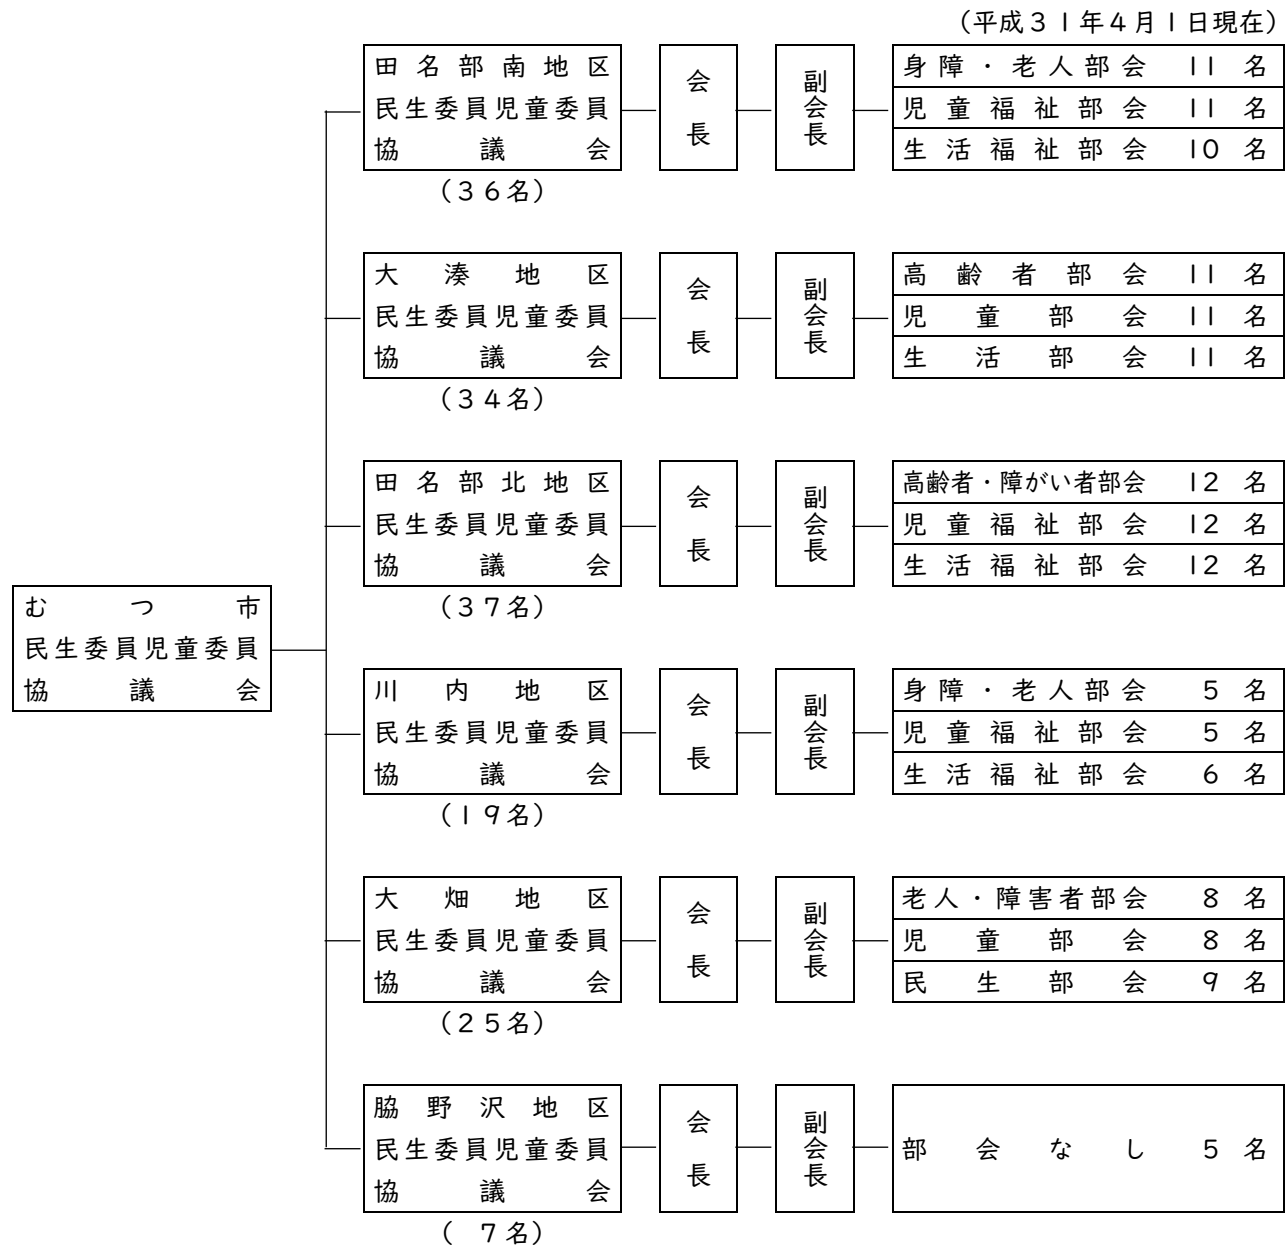 (平成31年4月1日現在)
むつ市
民生委員児童委員
協議会
田名部南地区
民生委員児童委員
協議会
(36名)
会長
副会長
身障・老人部会 11名
児童福祉部会 11名
生活福祉部会 10名
大湊地区
民生委員児童委員
協議会
(34名)
会長
副会長
高齢者部会 11名
児童部会 11名
生活部会 11名
田名部北地区
民生委員児童委員
協議会
(37名)
会長
副会長
高齢者・障がい者部会 12名
児童福祉部会 12名
生活福祉部会 12名
川内地区
民生委員児童委員
協議会
(19名)
会長
副会長
身障・老人部会 5名
児童福祉部会 5名
生活福祉部会 6名
大畑地区
民生委員児童委員
協議会
(25名)
会長
副会長
老人・障害者部会 8名
児童部会 8名
民生部会 9名
脇野沢地区
民生委員児童委員
協議会
(7名)
会長
副会長
部会なし 5名